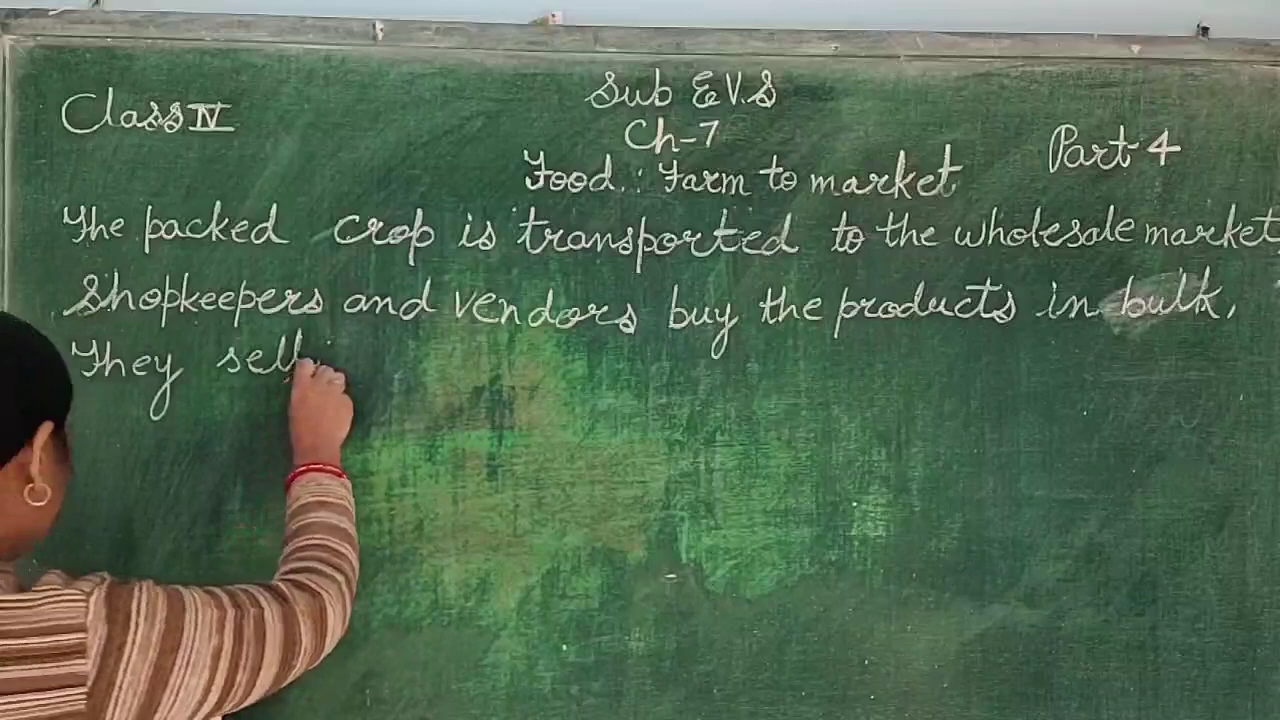 Sub E.V.S
Class IV
Ch-7
Part-4
Food : Farm to market
The packed crop is transported to the wholesale market
Shopkeepers and vendors buy the products in bulk,
They sell